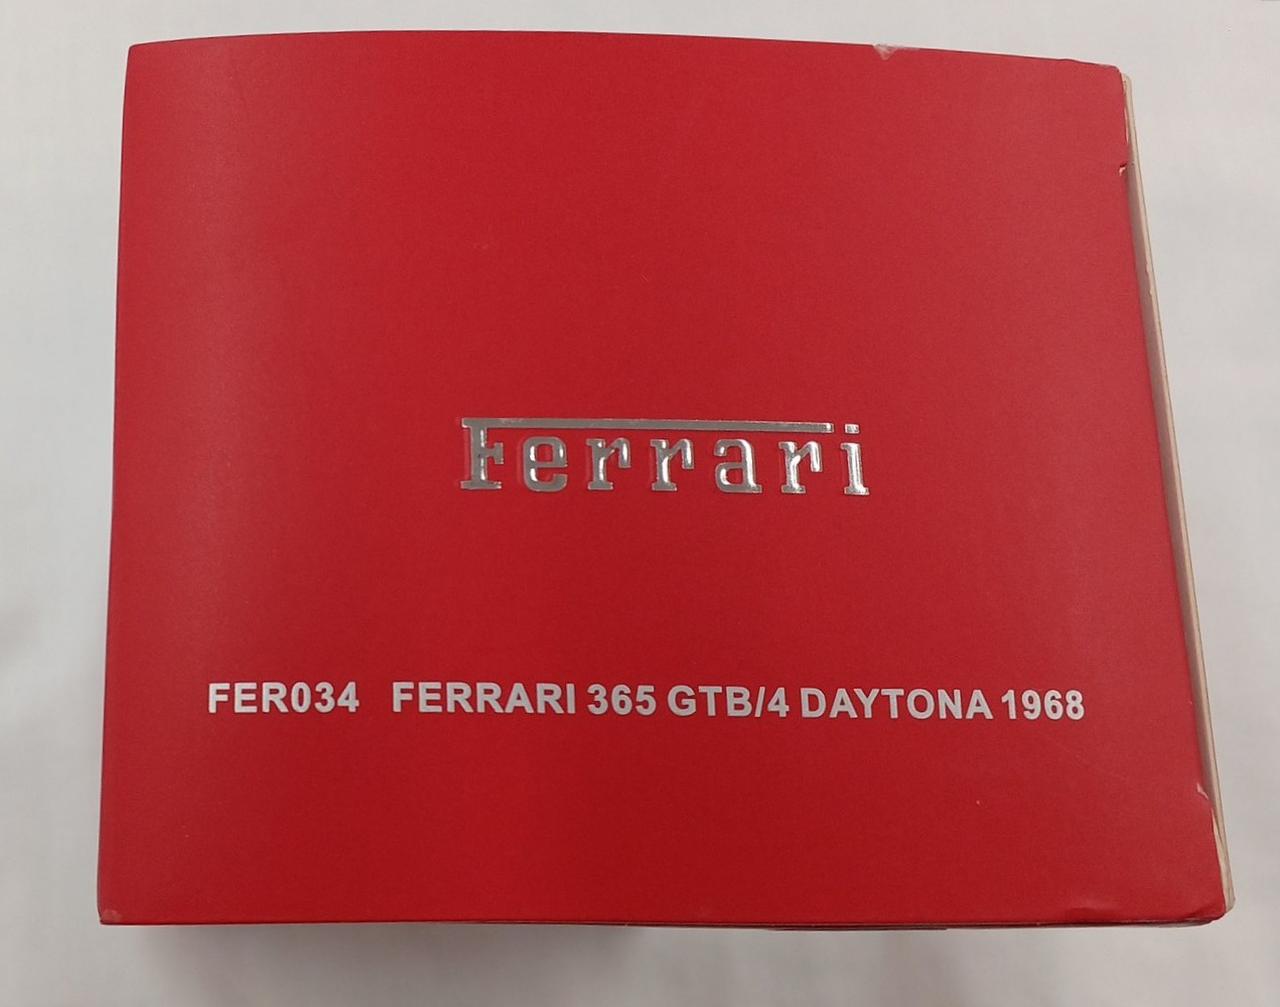 Ferrari
FER034 FERRARI 365 GTB/4 DAYTONA 1968